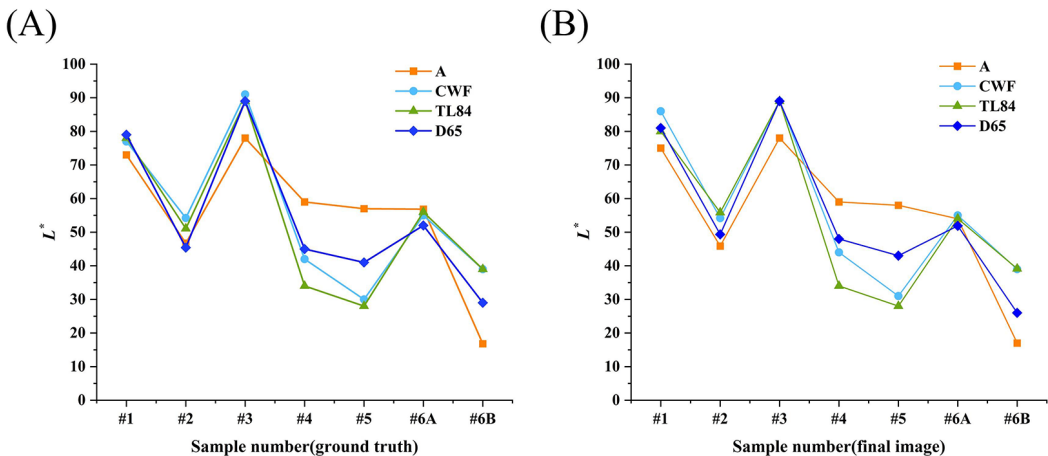 (A)
100
90
80
70
60
50
40
30
20
10
0
L*
A
CWF
TL84
D65
#1 #2 #3 #4 #5 #6A #6B
Sample number(ground truth)
(B)
100
90
80
70
60
50
40
30
20
10
0
L*
A
CWF
TL84
D65
#1 #2 #3 #4 #5 #6A #6B
Sample number(final image)